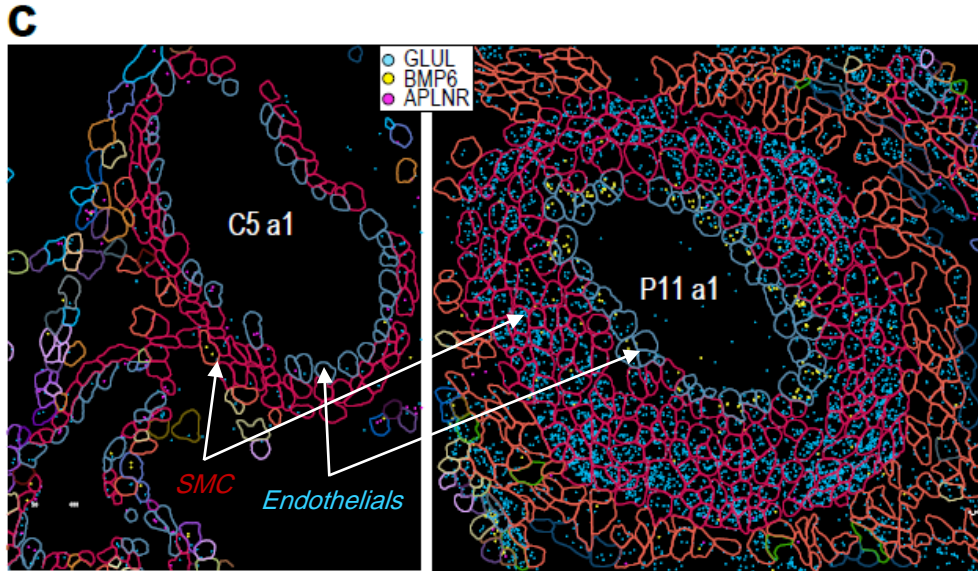 C
GLUL
BMP6
APLNR
C5 a1
P11 a1
SMC
Endothelials